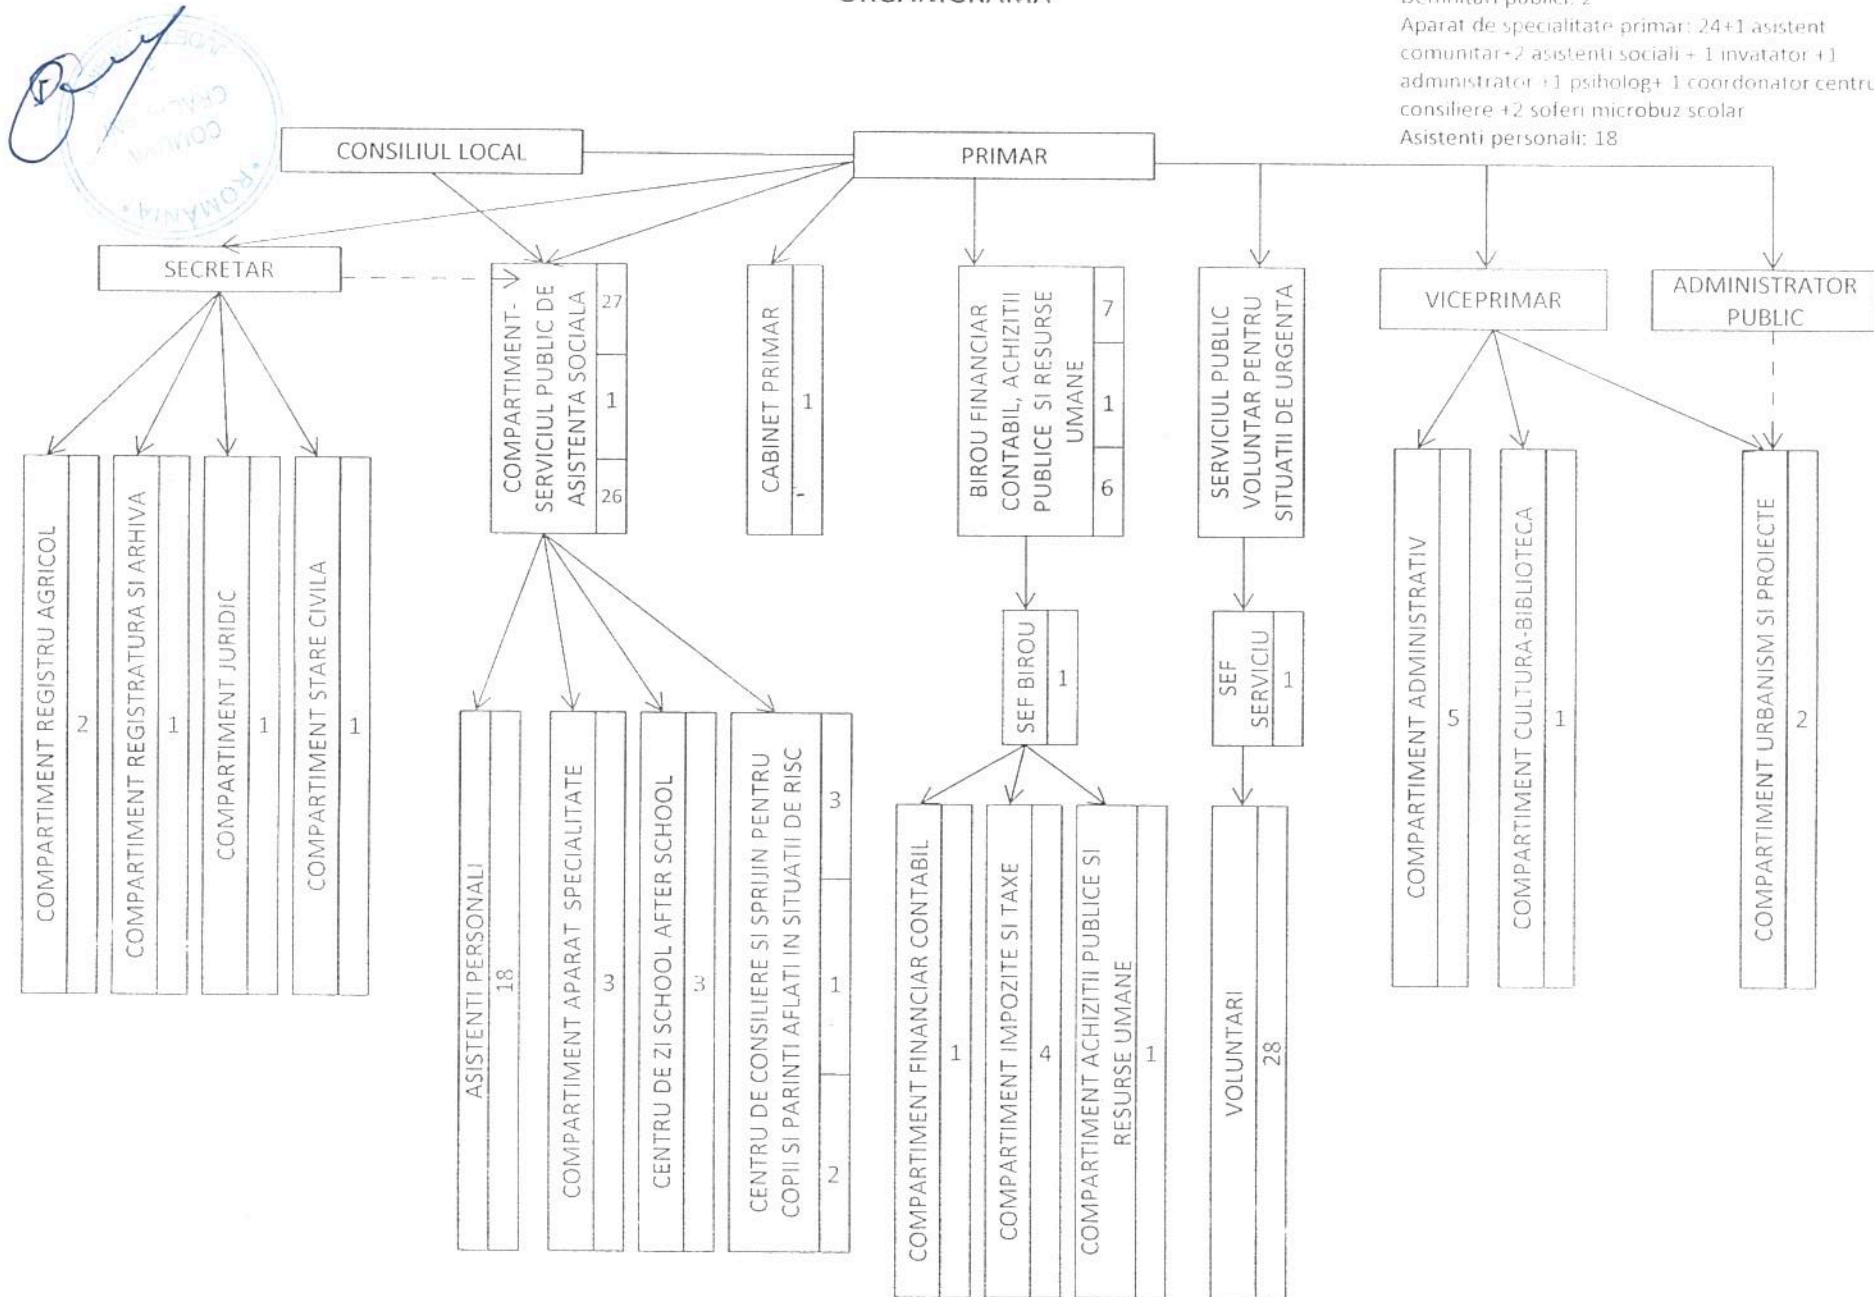 ORGANIGRAMA
Demnitari publici: 2
Aparat de specialitate primar: 24+1 asistent
comunitar+2 asistenti sociali + 1 invatator +1
administrator +1 psiholog+ 1 coordonator centru
consiliere +2 soferi microbuz scolar
Asistenti personali: 18
COMUNA
ROMÂNIA
CONSILIUL LOCAL
PRIMAR
SECRETAR
COMPARTIMENT-
SERVICIUL PUBLIC DE
ASISTENTA SOCIALA
27
1
26
CABINET PRIMAR
1
-
BIROU FINANCIAR
CONTABIL, ACHIZITII
PUBLICE SI RESURSE
UMANE
7
1
6
SERVICIUL PUBLIC
VOLUNTAR PENTRU
SITUATII DE URGENTA
VICEPRIMAR
ADMINISTRATOR
PUBLIC
COMPARTIMENT REGISTRU AGRICOL
2
COMPARTIMENT REGISTRATURA SI ARHIVA
1
COMPARTIMENT JURIDIC
1
COMPARTIMENT STARE CIVILA
1
ASISTENTI PERSONALI
18
COMPARTIMENT APARAT SPECIALITATE
3
CENTRU DE ZI SCHOOL AFTER SCHOOL
3
CENTRU DE CONSILIERE SI SPRIJIN PENTRU
COPII SI PARINTI AFLATI IN SITUATII DE RISC
3
1
2
SEF BIROU
1
COMPARTIMENT FINANCIAR CONTABIL
1
COMPARTIMENT IMPOZITE SI TAXE
4
COMPARTIMENT ACHIZITII PUBLICE SI
RESURSE UMANE
1
SEF
SERVICIU
1
VOLUNTARI
28
COMPARTIMENT ADMINISTRATIV
5
COMPARTIMENT CULTURA-BIBLIOTECA
1
COMPARTIMENT URBANISM SI PROIECTE
2